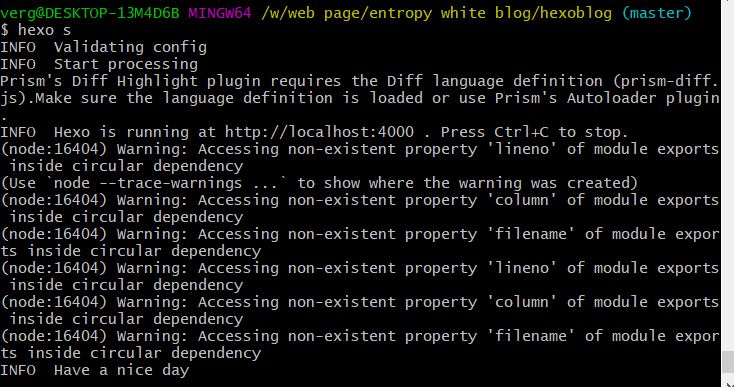 verg@DESKTOP-13M4D6B MINGW64 /w/web page/entropy white blog/hexoblog (master)
$ hexo s
INFO  Validating config
INFO  Start processing
Prism's Diff Highlight plugin requires the Diff language definition (prism-diff.
js).Make sure the language definition is loaded or use Prism's Autoloader plugin
.
INFO  Hexo is running at http://localhost:4000 . Press Ctrl+C to stop.
(node:16404) Warning: Accessing non-existent property 'lineno' of module exports
 inside circular dependency
(Use `node --trace-warnings ...` to show where the warning was created)
(node:16404) Warning: Accessing non-existent property 'column' of module exports
 inside circular dependency
(node:16404) Warning: Accessing non-existent property 'filename' of module expor
ts inside circular dependency
(node:16404) Warning: Accessing non-existent property 'lineno' of module exports
 inside circular dependency
(node:16404) Warning: Accessing non-existent property 'column' of module exports
 inside circular dependency
(node:16404) Warning: Accessing non-existent property 'filename' of module expor
ts inside circular dependency
INFO  Have a nice day